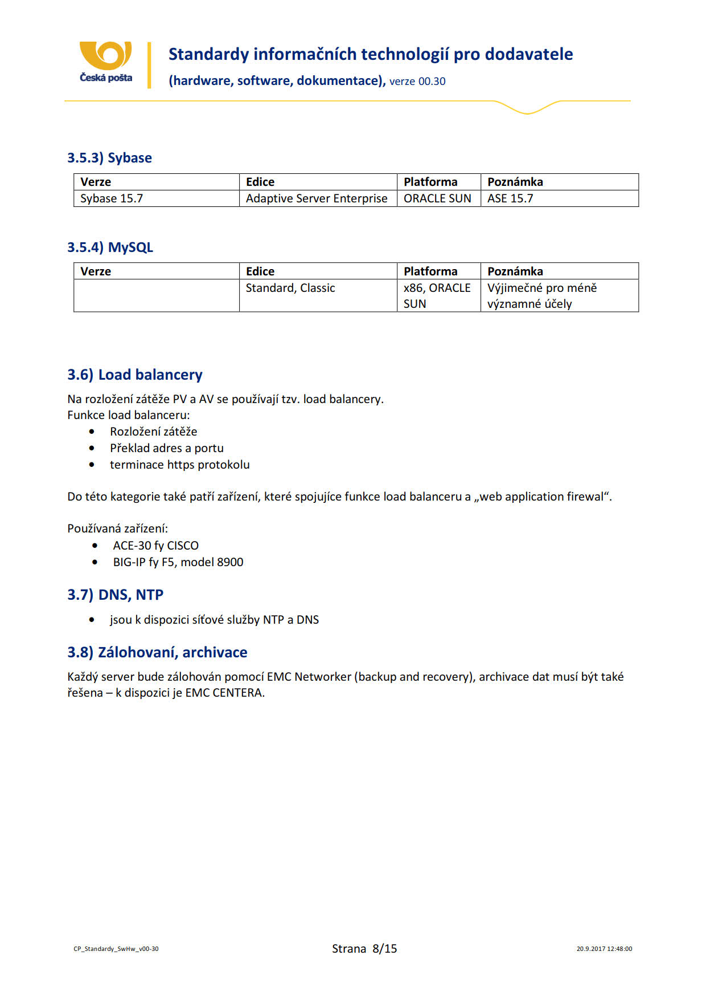 Česká pošta
Standardy informačních technologií pro dodavatele
(hardware, software, dokumentace), verze 00.30
3.5.3) Sybase
Verze Edice Platforma Poznámka
Sybase 15.7 Adaptive Server Enterprise ORACLE SUN ASE 15.7
3.5.4) MySQL
Verze Edice Platforma Poznámka
Standard, Classic x86, ORACLE Výjimečné pro méně
SUN významné účely
3.6) Load balancery
Na rozložení zátěže PV a AV se používají tzv. load balancery.
Funkce load balanceru:
• Rozložení zátěže
• Překlad adres a portu
• terminace https protokolu
Do této kategorie také patří zařízení, které spojujíce funkce load balanceru a „web application firewal“.
Používaná zařízení:
• ACE-30 fy CISCO
• BIG-IP fy F5, model 8900
3.7) DNS, NTP
• jsou k dispozici síťové služby NTP a DNS
3.8) Zálohovaní, archivace
Každý server bude zálohován pomocí EMC Networker (backup and recovery), archivace dat musí být také
řešena – k dispozici je EMC CENTERA.
CP_Standardy_SwHw_v00-30 Strana 8/15 20.9.2017 12:48:00